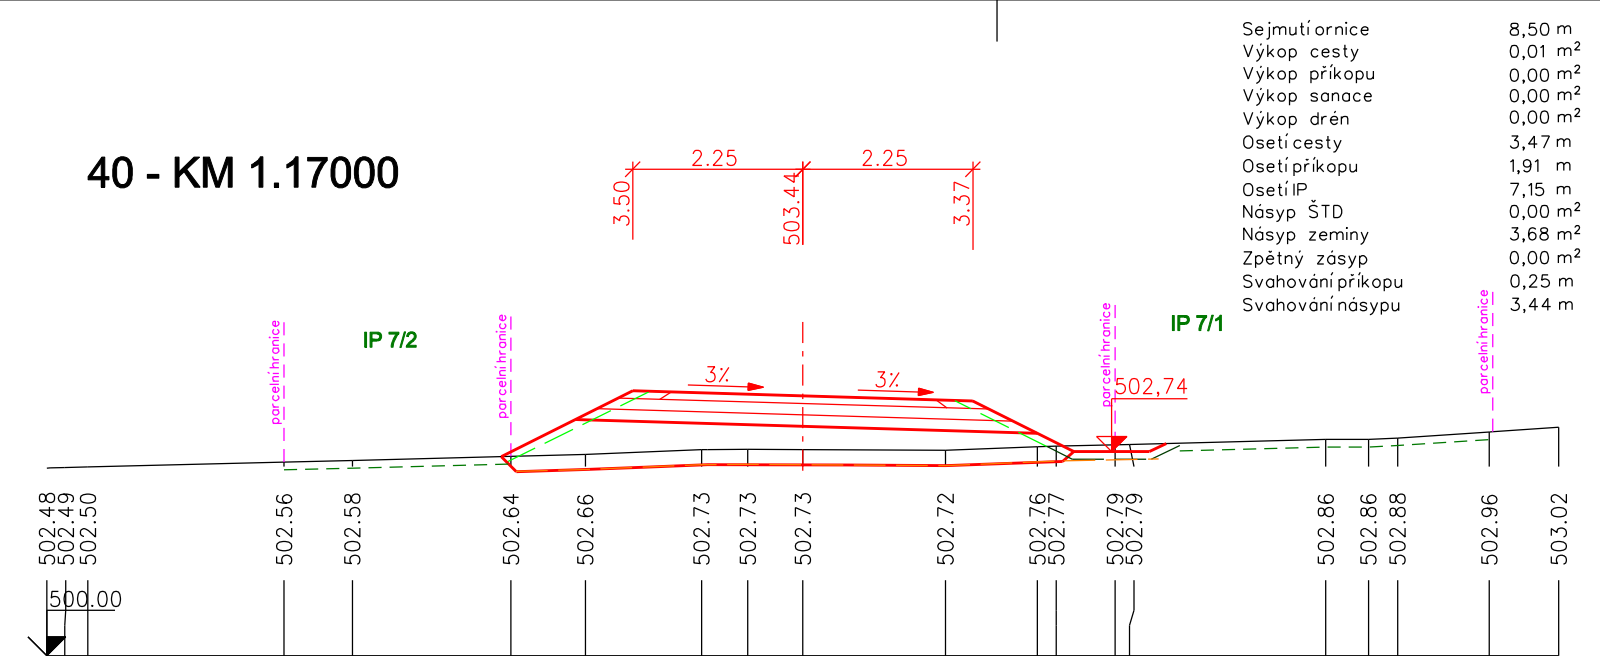 Sejmutí ornice 8,50 m
Výkop cesty 0,01 m²
Výkop příkopu 0,00 m²
Výkop sanace 0,00 m²
Výkop drén 0,00 m²
Osetí cesty 3,47 m
Osetí příkopu 1,91 m
Osetí IP 7,15 m
Násyp ŠTD 0,00 m²
Násyp zeminy 3,68 m²
Zpětný zásyp 0,00 m²
Svahování příkopu 0,25 m
Svahování násypu 3,44 m
40 - KM 1.17000
2.25 2.25
3.50 503.44 3.37
parcelní hranice
IP 7/2
parcelní hranice
parcelní hranice
IP 7/1
parcelní hranice
3% 3%
502,74
502.48 502.49 502.50 502.56 502.58 502.64 502.66 502.73 502.73 502.73 502.72 502.76 502.77 502.79 502.79 502.86 502.86 502.88 502.96 503.02
500.00